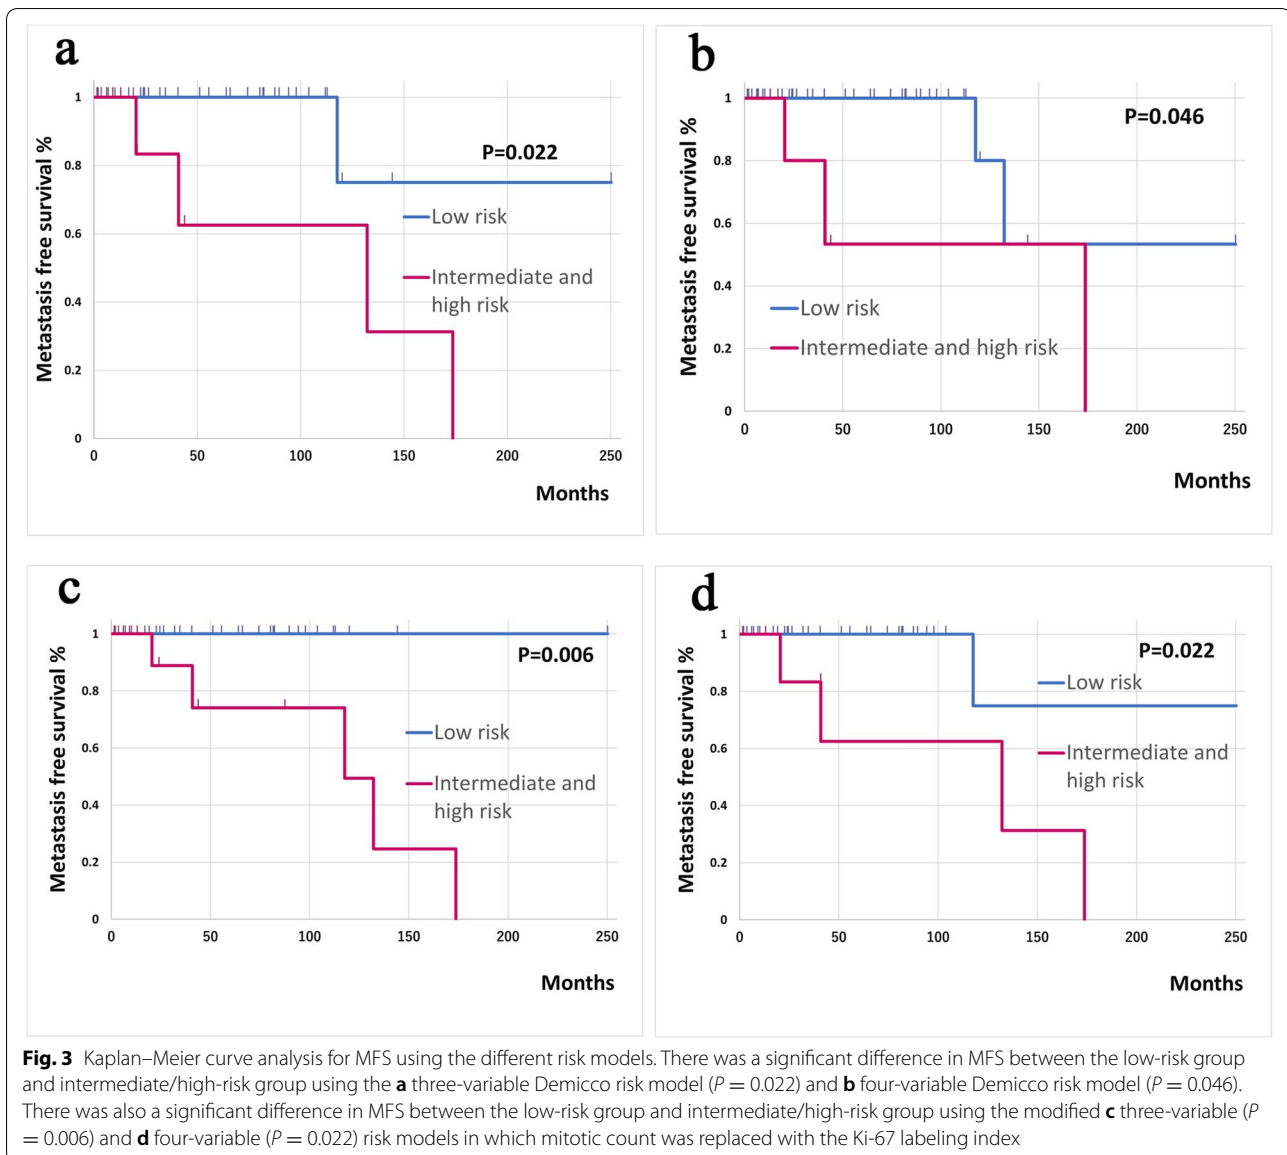 a
Metastasis free survival %
1
0.8
0.6
0.4
0.2
0
P=0.022
Low risk
Intermediate and
high risk
0 50 100 150 200 250
Months
b
Metastasis free survival %
1
0.8
0.6
0.4
0.2
0
P=0.046
Low risk
Intermediate and high risk
0 50 100 150 200 250
Months
c
Metastasis free survival %
1
0.8
0.6
0.4
0.2
0
P=0.006
Low risk
Intermediate and
high risk
0 50 100 150 200 250
Months
d
Metastasis free survival %
1
0.8
0.6
0.4
0.2
0
P=0.022
Low risk
Intermediate and
high risk
0 50 100 150 200 250
Months
Fig. 3 Kaplan–Meier curve analysis for MFS using the different risk models. There was a significant difference in MFS between the low-risk group
and intermediate/high-risk group using the a three-variable Demicco risk model (P = 0.022) and b four-variable Demicco risk model (P = 0.046).
There was also a significant difference in MFS between the low-risk group and intermediate/high-risk group using the modified c three-variable (P
= 0.006) and d four-variable (P = 0.022) risk models in which mitotic count was replaced with the Ki-67 labeling index